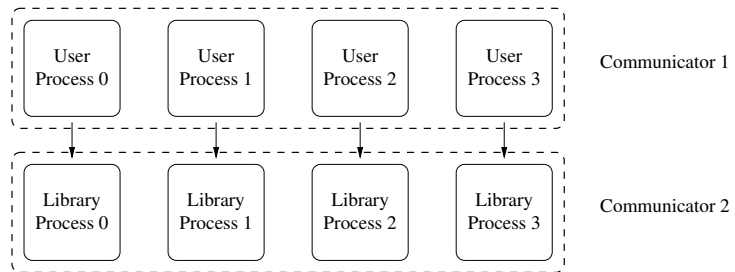 User
Process 0
User
Process 1
User
Process 2
User
Process 3
Communicator 1
Library
Process 0
Library
Process 1
Library
Process 2
Library
Process 3
Communicator 2